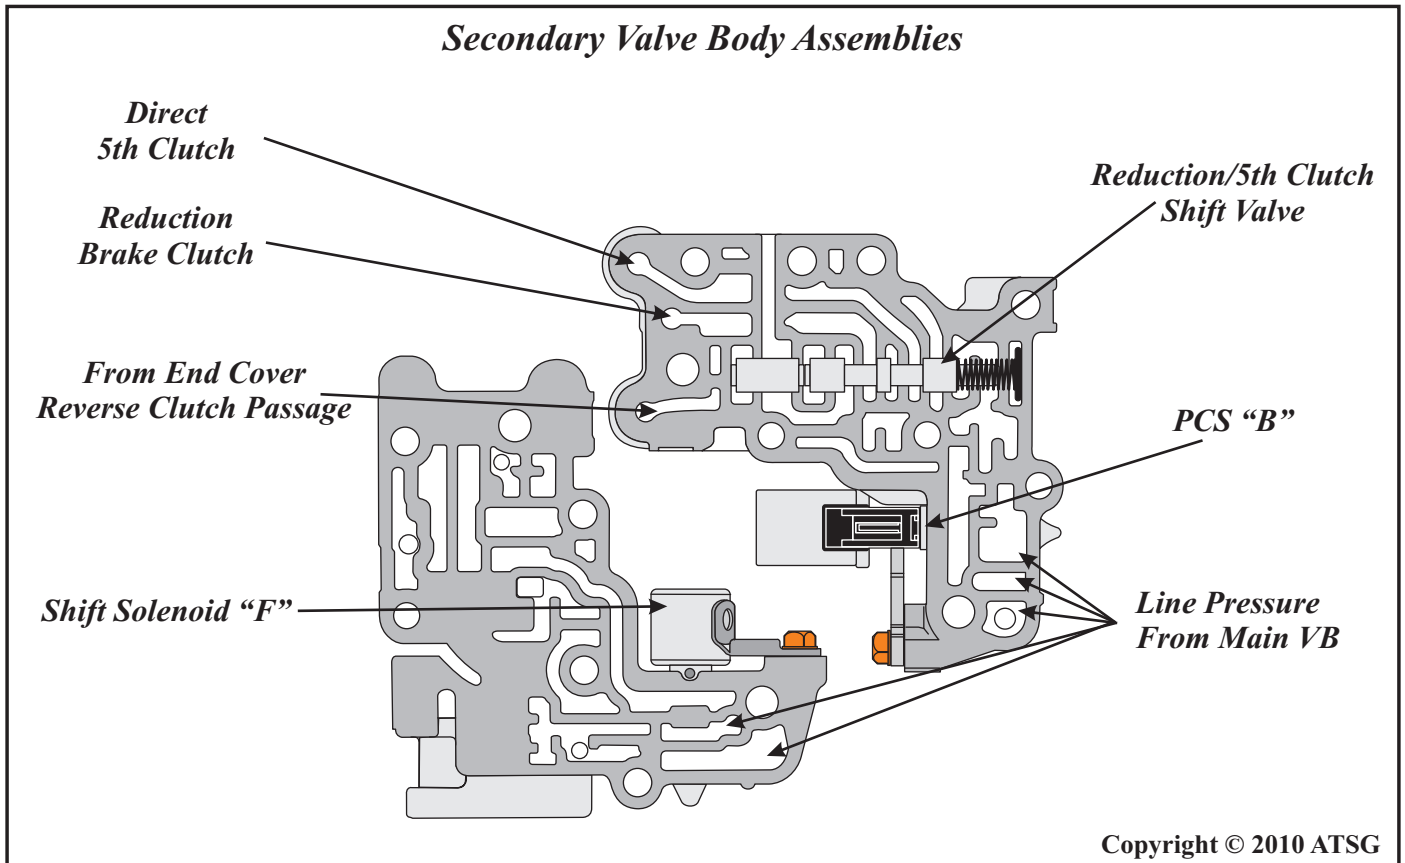 Secondary Valve Body Assemblies
Direct
5th Clutch
Reduction
Brake Clutch
From End Cover
Reverse Clutch Passage
Shift Solenoid “F”
Reduction/5th Clutch
Shift Valve
PCS “B”
Line Pressure
From Main VB
Copyright © 2010 ATSG